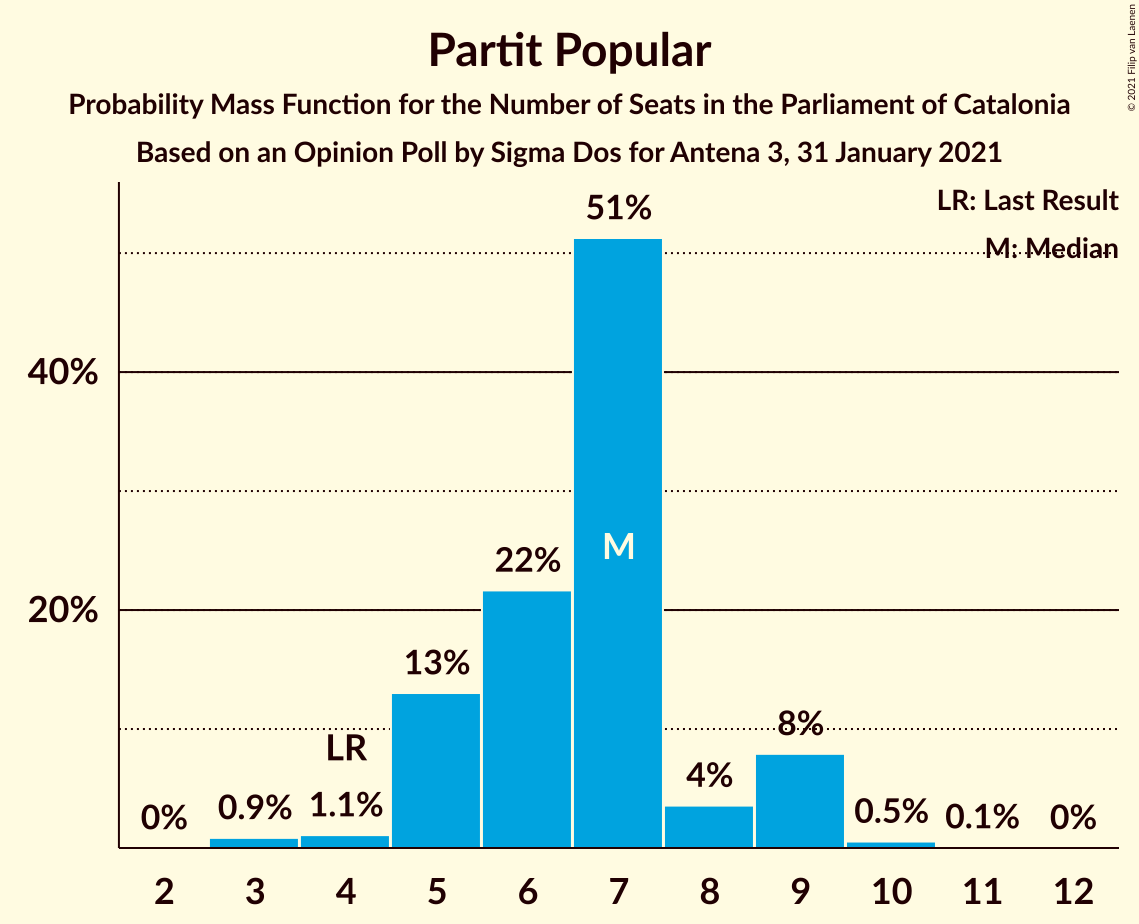 Partit Popular
Probability Mass Function for the Number of Seats in the Parliament of Catalonia
Based on an Opinion Poll by Sigma Dos for Antena 3, 31 January 2021
© 2021 Filip van Laenen
LR: Last Result
M: Median
51%
40%
M
22%
20%
13%
8%
LR
4%
0%
0.9%
1.1%
0.5%
0.1%
0%
2 3 4 5 6 7 8 9 10 11 12